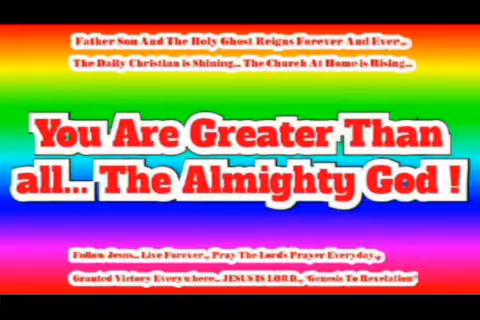 Father Son And The Holy Ghost Reigns Forever And Ever...
The Daily Christian is Shining... The Church At Home is Rising...
You Are Greater Than
all... The Almighty God !
Follow Jesus... Live Forever... Pray The Lord's Prayer Everyday...
Granted Victory Everywhere... JESUS IS LORD... "Genesis To Revelation"